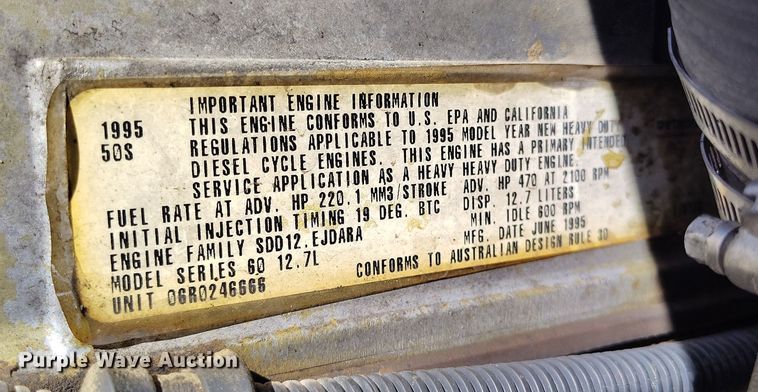 IMPORTANT ENGINE INFORMATION
1995 THIS ENGINE CONFORMS TO U.S. EPA AND CALIFORNIA
50S REGULATIONS APPLICABLE TO 1995 MODEL YEAR NEW HEAVY DUTY
DIESEL CYCLE ENGINES. THIS ENGINE HAS A PRIMARY INTENDED
SERVICE APPLICATION AS A HEAVY HEAVY DUTY ENGINE.
FUEL RATE AT ADV. HP 220.1 MM3/STROKE ADV. HP 470 AT 2100 RPM
INITIAL INJECTION TIMING 19 DEG. BTC DISP. 12.7 LITERS
ENGINE FAMILY SDD12.EJDARA MIN. IDLE 600 RPM
MODEL SERIES 60 12.7L MFG. DATE JUNE 1995
UNIT 06R0246666 CONFORMS TO AUSTRALIAN DESIGN RULE 30
Purple Wave Auction